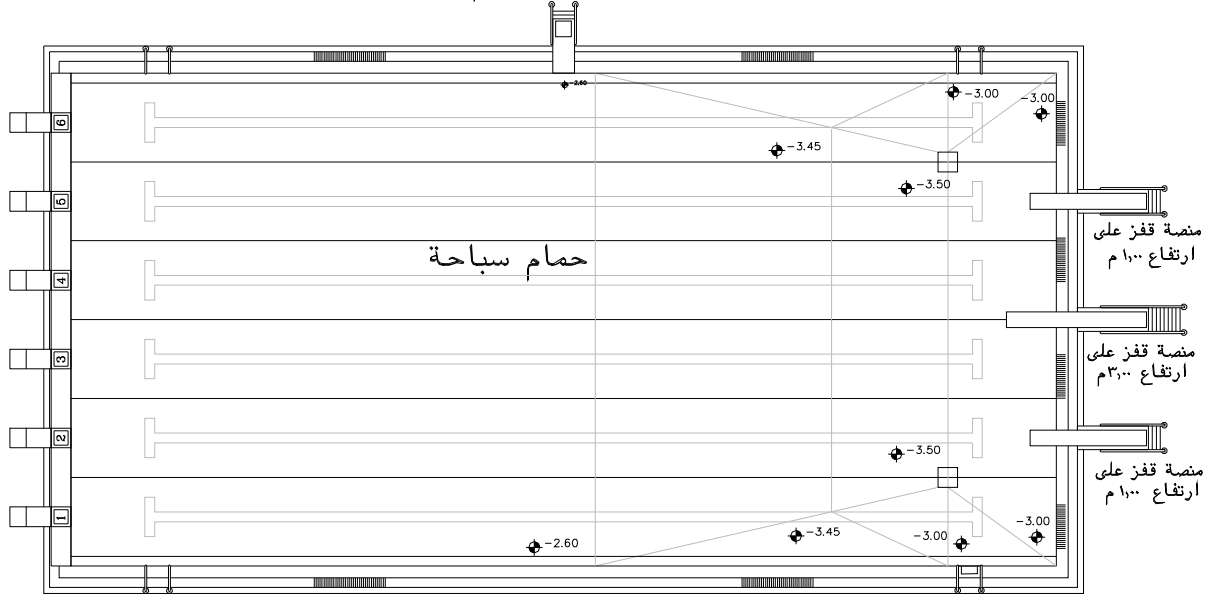 -2.60
-3.00
-3.00
6
-3.45
-3.50
5
منصة قفز على
ارتفاع ١,٠٠ م
حمام سباحة
4
منصة قفز على
ارتفاع ٣,٠٠م
3
2
-3.50
منصة قفز على
ارتفاع ١,٠٠ م
1
-3.45
-3.00
-3.00
-2.60